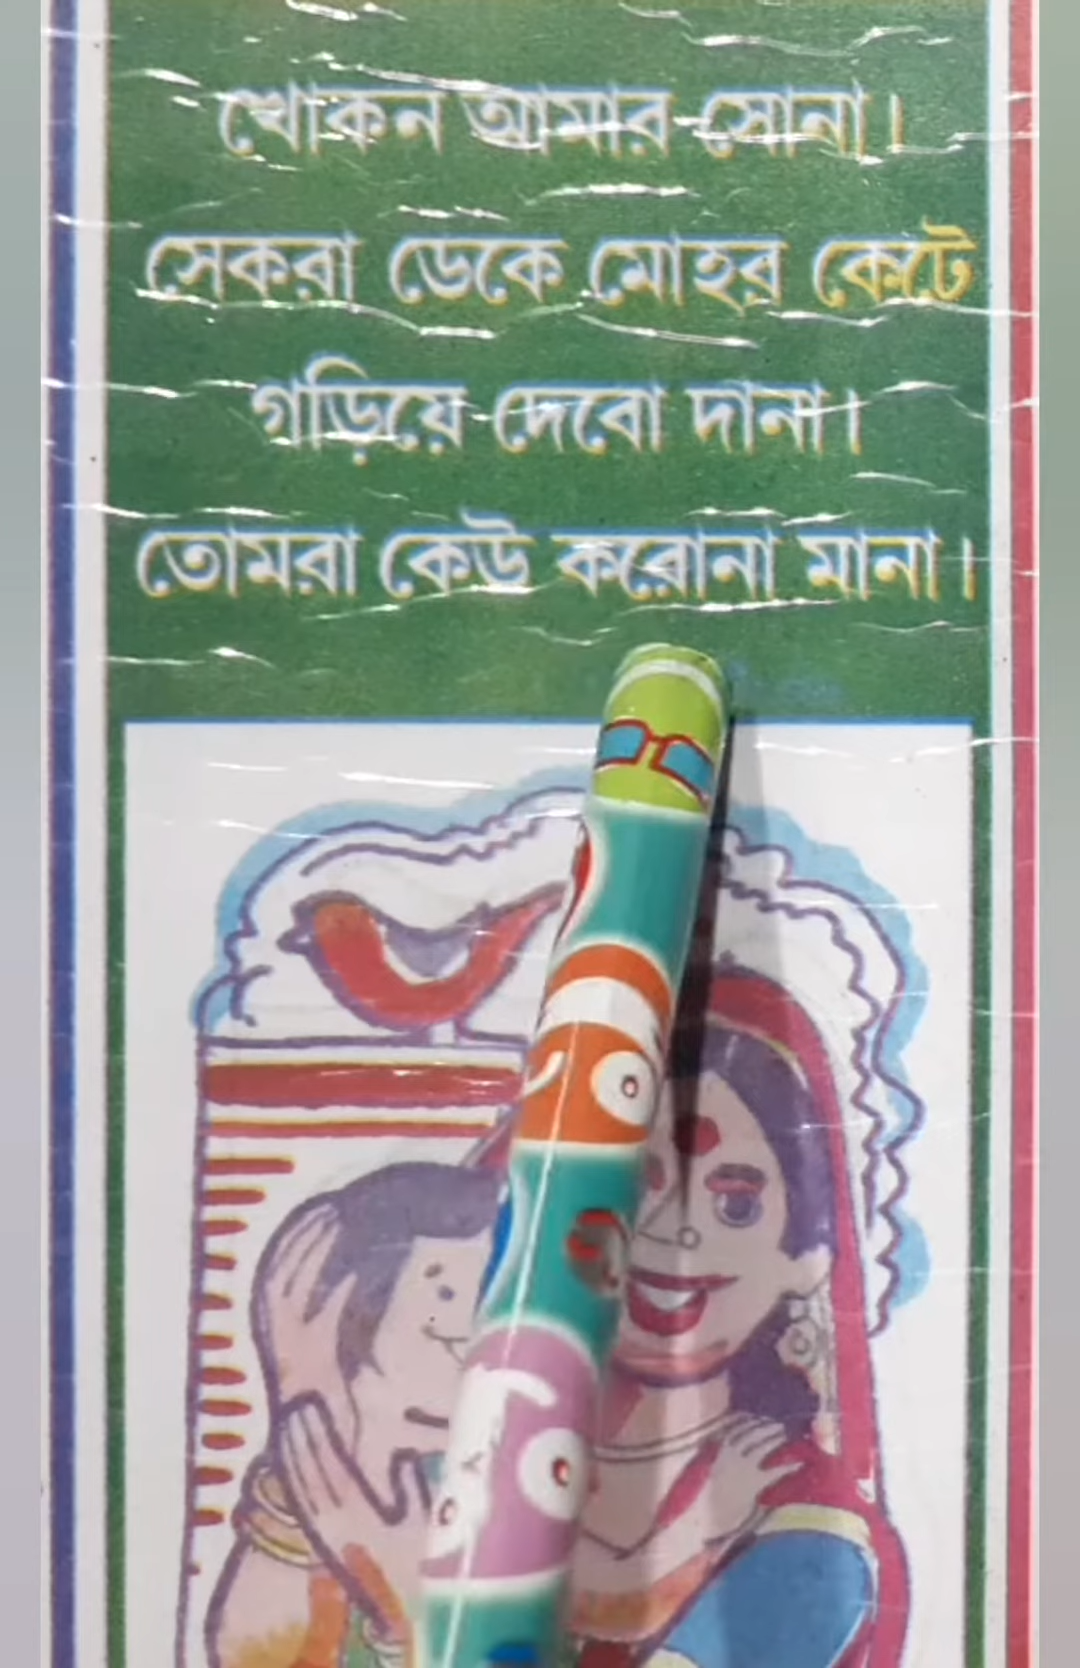 খোকন আমার সোনা।
সেকরা ডেকে মোহর কেটে
গড়িয়ে দেবো দানা।
তোমরা কেউ করোনা মানা।